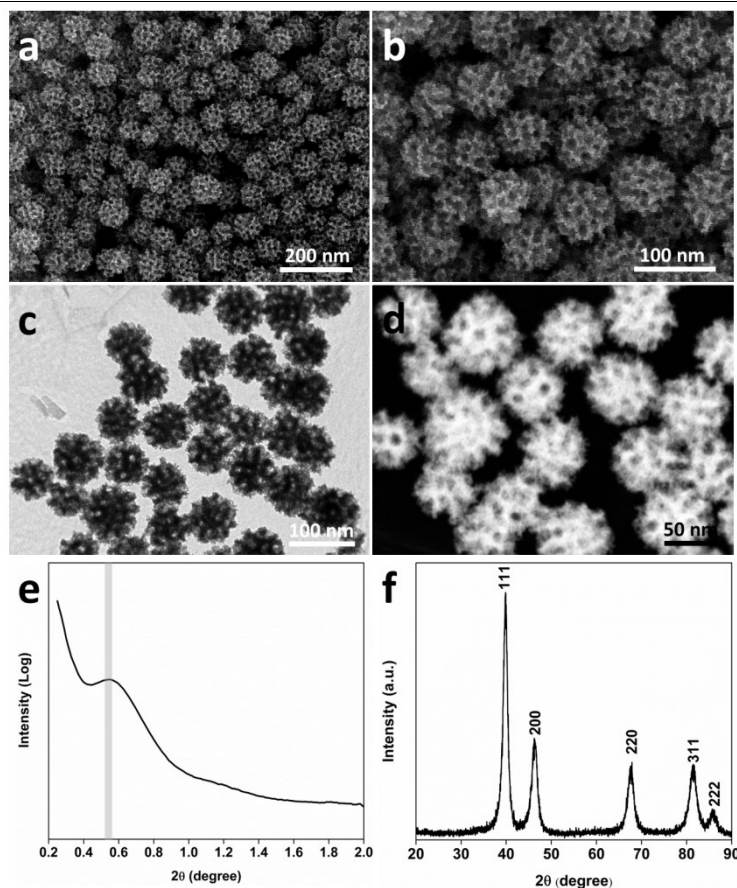 a
200 nm
b
100 nm
c
100 nm
d
50 nm
e
Intensity (Log)
0.2 0.4 0.6 0.8 1.0 1.2 1.4 1.6 1.8 2.0
2θ (degree)
f
Intensity (a.u.)
111
200
220
311
222
20 30 40 50 60 70 80 90
2θ (degree)